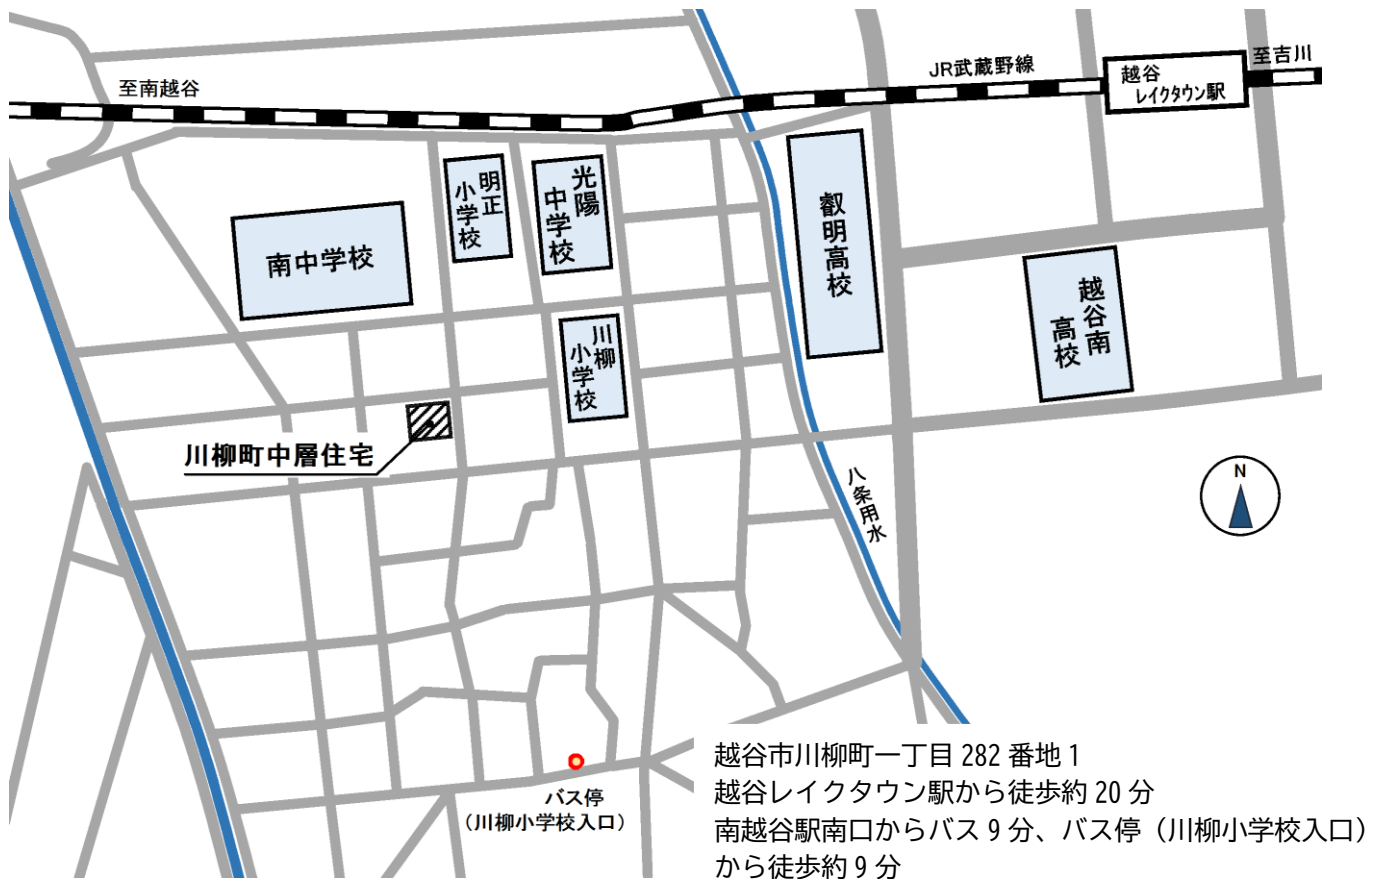 至吉川
JR武蔵野線
越谷
レイクタウン駅
至南越谷
明正
小学校
光陽
中学校
叡明高校
南中学校
越谷南
高校
川柳
小学校
川柳町中層住宅
N
八条用水
バス停
（川柳小学校入口）
越谷市川柳町一丁目 282 番地 1
越谷レイクタウン駅から徒歩約 20 分
南越谷駅南口からバス 9 分、バス停（川柳小学校入口）
から徒歩約 9 分